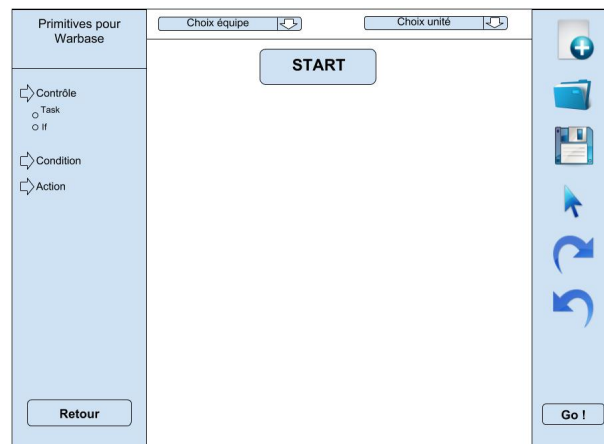 Primitives pour
Warbase
Choix équipe
Choix unité
START
Contrôle
Task
If
Condition
Action
Retour
Go !